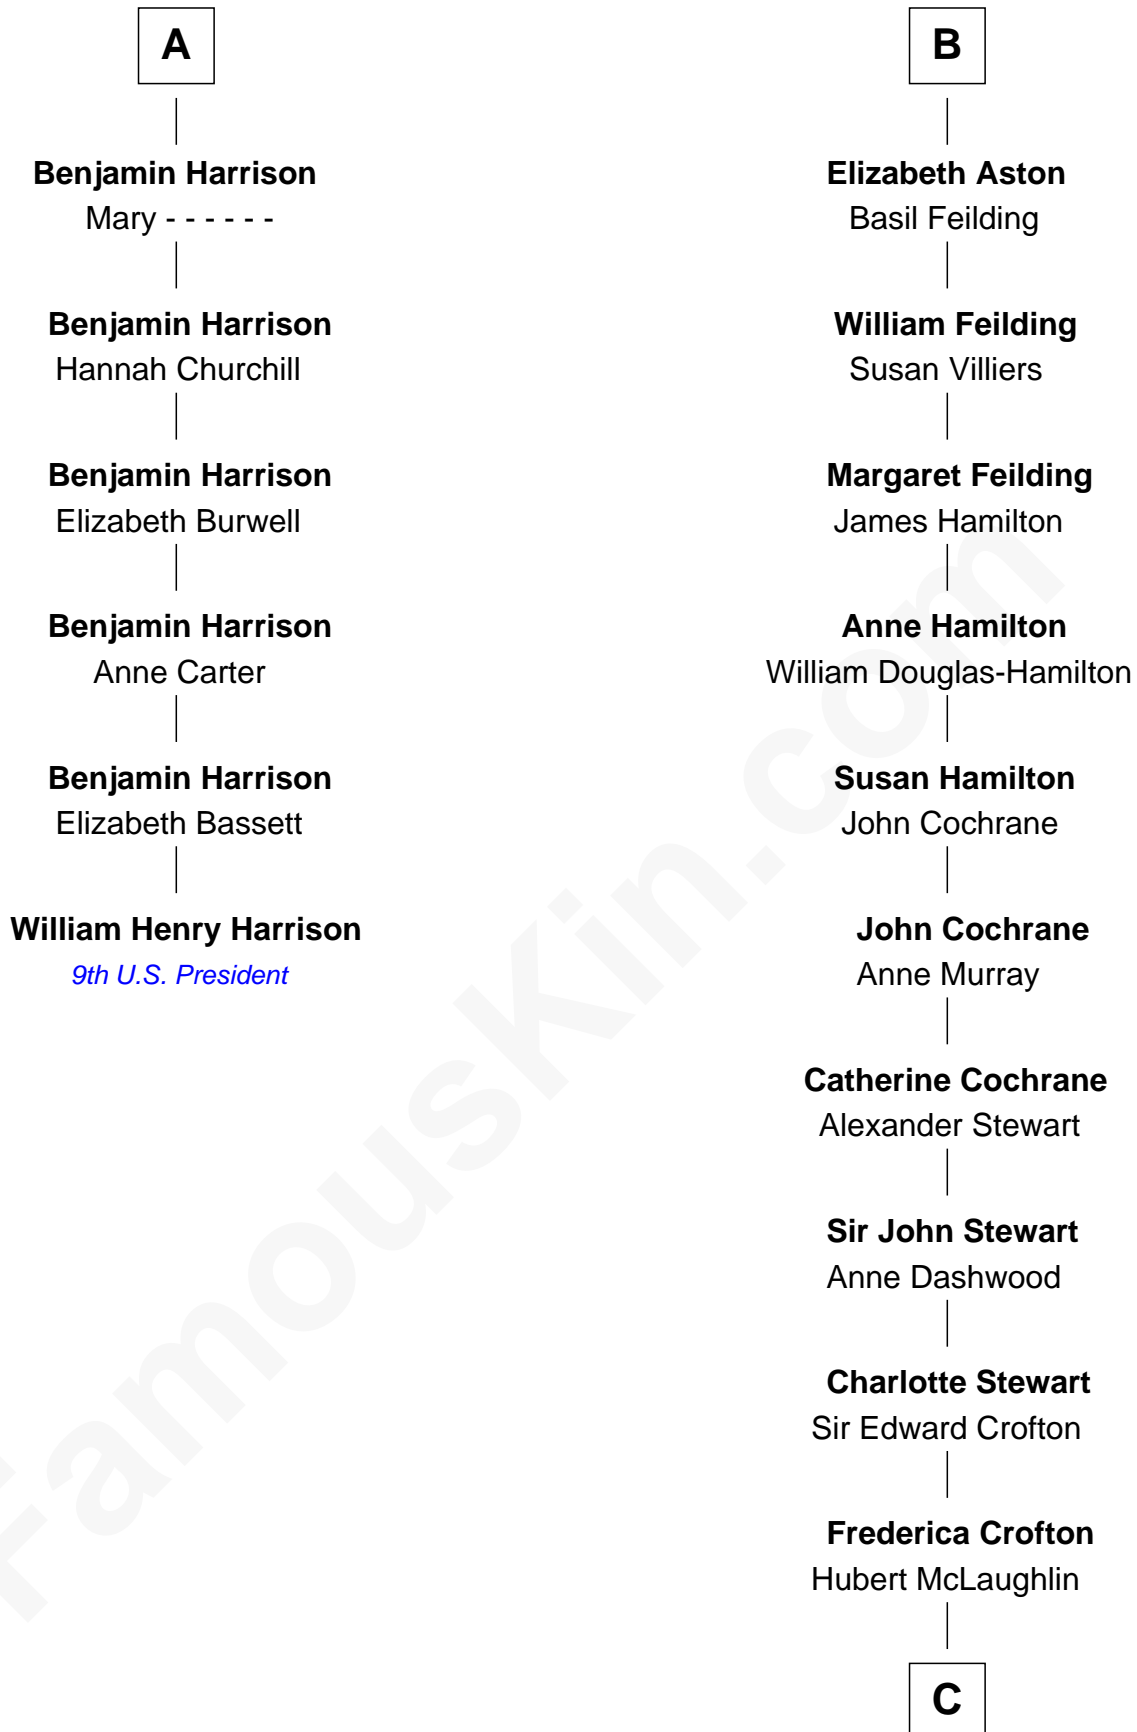 A
Benjamin Harrison
Mary - - - - - -
Benjamin Harrison
Hannah Churchill
Benjamin Harrison
Elizabeth Burwell
Benjamin Harrison
Anne Carter
Benjamin Harrison
Elizabeth Bassett
William Henry Harrison
9th U.S. President
B
Elizabeth Aston
Basil Feilding
William Feilding
Susan Villiers
Margaret Feilding
James Hamilton
Anne Hamilton
William Douglas-Hamilton
Susan Hamilton
John Cochrane
John Cochrane
Anne Murray
Catherine Cochrane
Alexander Stewart
Sir John Stewart
Anne Dashwood
Charlotte Stewart
Sir Edward Crofton
Frederica Crofton
Hubert McLaughlin
C
FamousKin.com